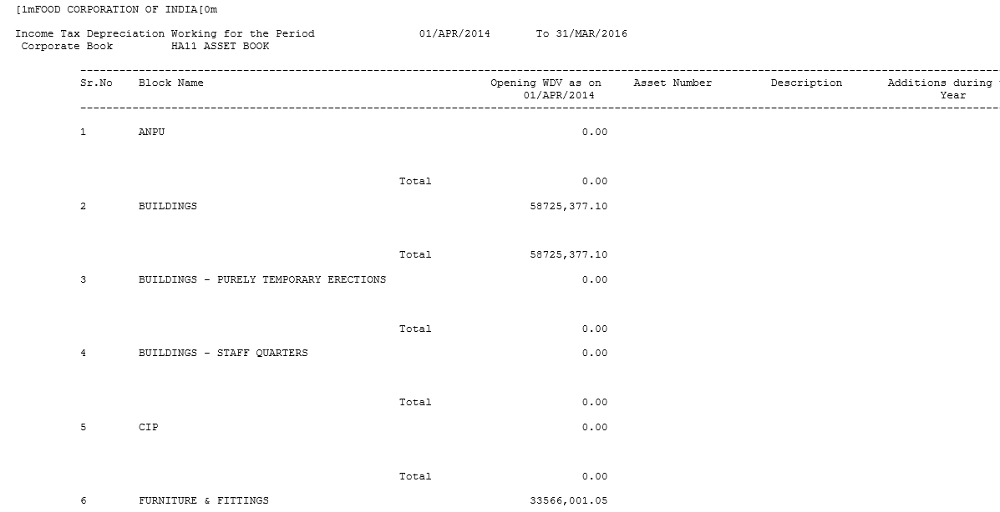 [1mFOOD CORPORATION OF INDIA[0m
Income Tax Depreciation Working for the Period 01/APR/2014 To 31/MAR/2016
Corporate Book HA11 ASSET BOOK
Sr.No Block Name Opening WDV as on Asset Number Description Additions during
01/APR/2014 Year
1 ANPU 0.00
Total 0.00
2 BUILDINGS 58725,377.10
Total 58725,377.10
3 BUILDINGS - PURELY TEMPORARY ERECTIONS 0.00
Total 0.00
4 BUILDINGS - STAFF QUARTERS 0.00
Total 0.00
5 CIP 0.00
Total 0.00
6 FURNITURE & FITTINGS 33566,001.05